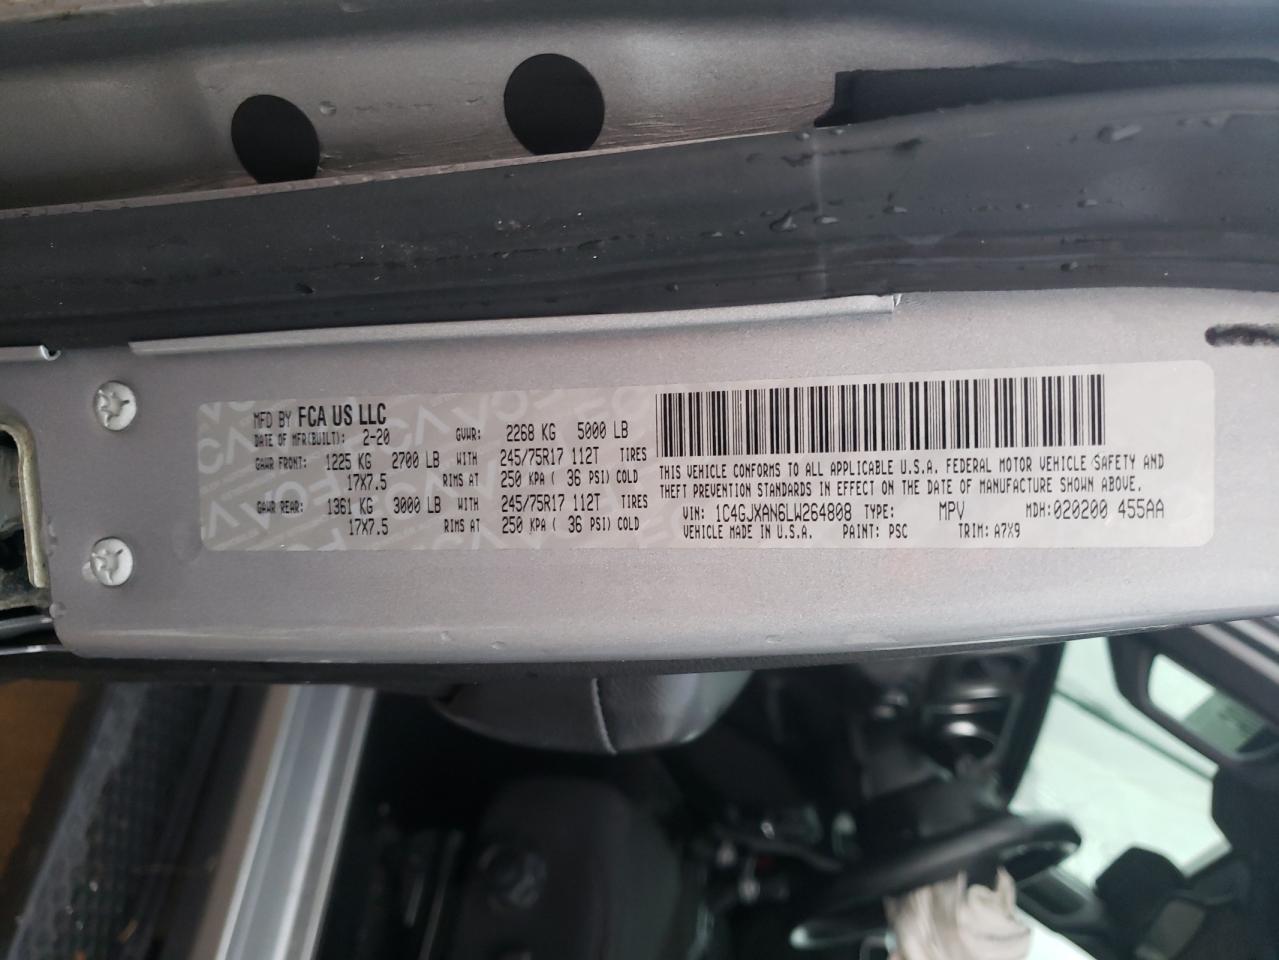 MFD BY FCA US LLC
DATE OF MFR(BUILT): 2-20 GVWR: 2268 KG 5000 LB
GAWR FRONT: 1225 KG 2700 LB WITH 245/75R17 112T TIRES
17X7.5 RIMS AT 250 KPA ( 36 PSI) COLD
GAWR REAR: 1361 KG 3000 LB WITH 245/75R17 112T TIRES
17X7.5 RIMS AT 250 KPA ( 36 PSI) COLD
THIS VEHICLE CONFORMS TO ALL APPLICABLE U.S.A. FEDERAL MOTOR VEHICLE SAFETY AND
THEFT PREVENTION STANDARDS IN EFFECT ON THE DATE OF MANUFACTURE SHOWN ABOVE.
VIN: 1C4GJXAN6LW264808 TYPE: MPV MDH: 020200 455AA
VEHICLE MADE IN U.S.A. PAINT: PSC TRIM: A7X9